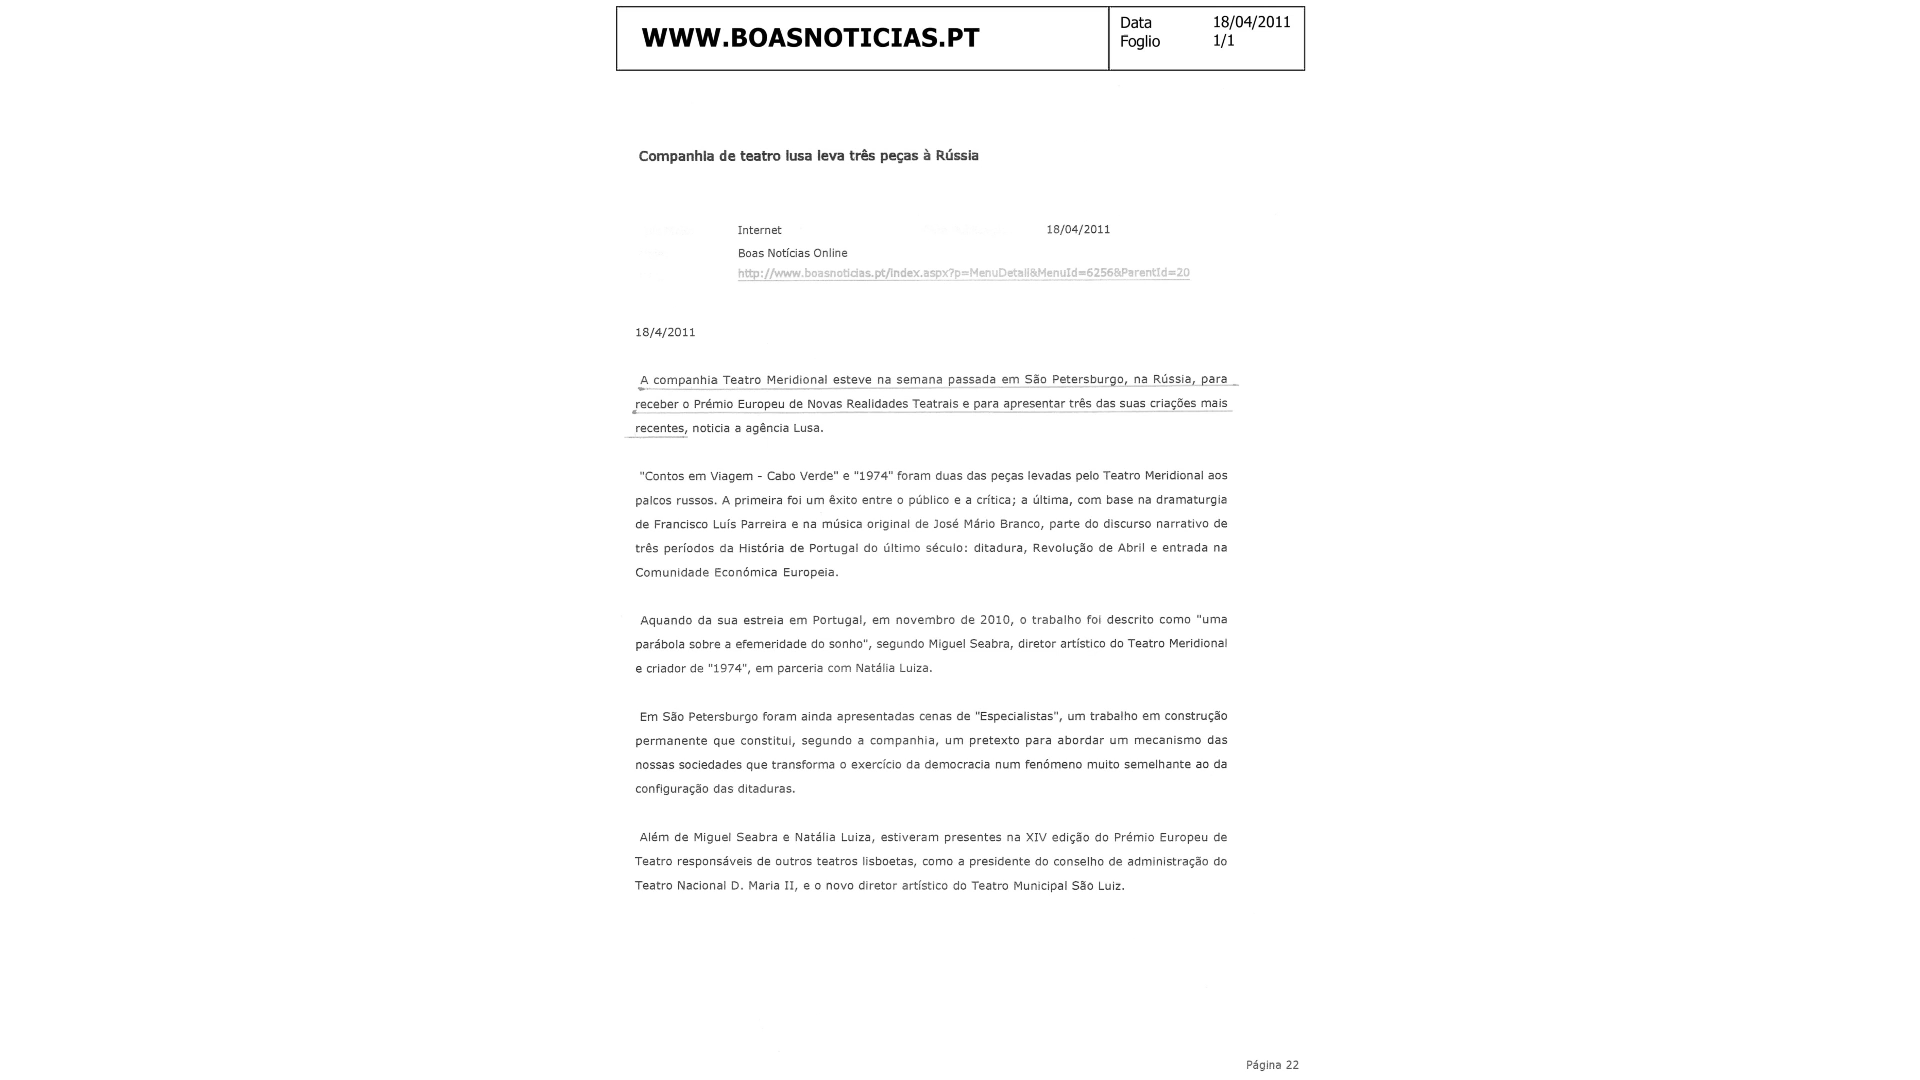 WWW.BOASNOTICIAS.PT
Data 18/04/2011
Foglio 1/1
Companhia de teatro lusa leva três peças à Rússia
Internet 18/04/2011
Boas Notícias Online
http://www.boasnoticias.pt/index.aspx?p=MenuDetail&MenuId=6256&ParentId=20
18/4/2011
A companhia Teatro Meridional esteve na semana passada em São Petersburgo, na Rússia, para
receber o Prémio Europeu de Novas Realidades Teatrais e para apresentar três das suas criações mais
recentes, noticia a agência Lusa.
"Contos em Viagem - Cabo Verde" e "1974" foram duas das peças levadas pelo Teatro Meridional aos
palcos russos. A primeira foi um êxito entre o público e a crítica; a última, com base na dramaturgia
de Francisco Luís Parreira e na música original de José Mário Branco, parte do discurso narrativo de
três períodos da História de Portugal do último século: ditadura, Revolução de Abril e entrada na
Comunidade Económica Europeia.
Aquando da sua estreia em Portugal, em novembro de 2010, o trabalho foi descrito como "uma
parábola sobre a efemeridade do sonho", segundo Miguel Seabra, diretor artístico do Teatro Meridional
e criador de "1974", em parceria com Natália Luiza.
Em São Petersburgo foram ainda apresentadas cenas de "Especialistas", um trabalho em construção
permanente que constitui, segundo a companhia, um pretexto para abordar um mecanismo das
nossas sociedades que transforma o exercício da democracia num fenómeno muito semelhante ao da
configuração das ditaduras.
Além de Miguel Seabra e Natália Luiza, estiveram presentes na XIV edição do Prémio Europeu de
Teatro responsáveis de outros teatros lisboetas, como a presidente do conselho de administração do
Teatro Nacional D. Maria II, e o novo diretor artístico do Teatro Municipal São Luiz.
Página 22